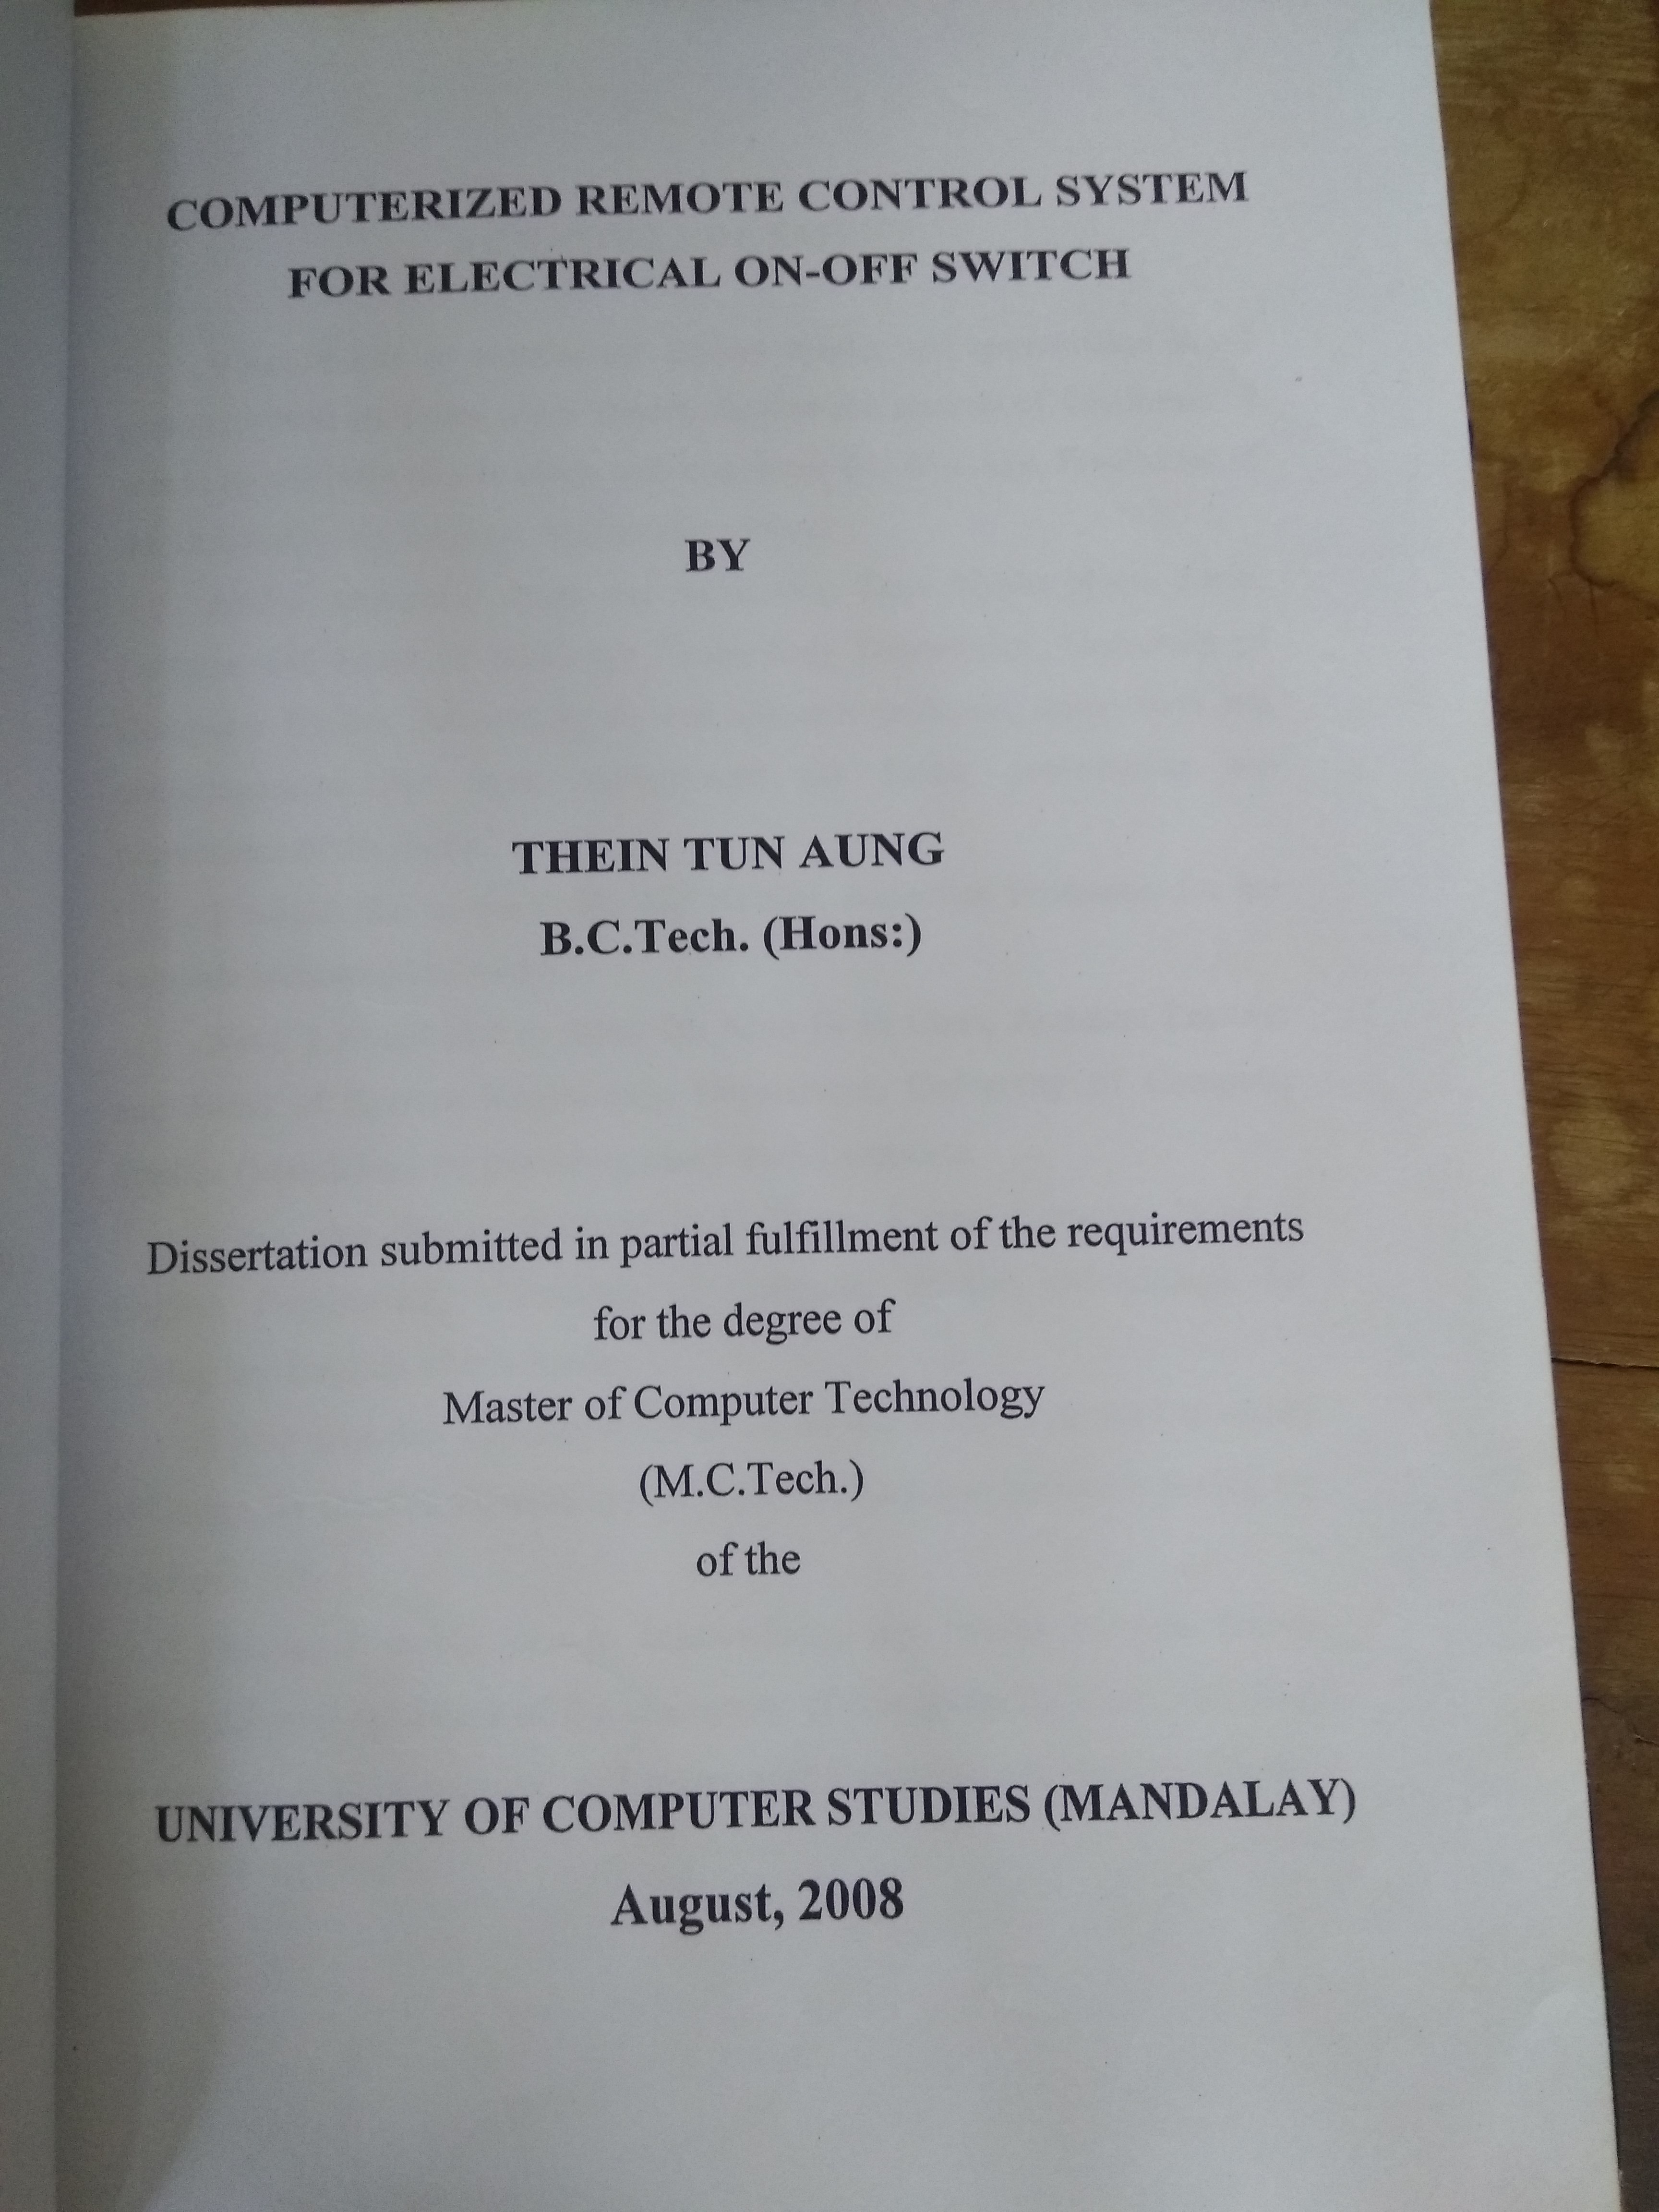 COMPUTERIZED REMOTE CONTROL SYSTEM
FOR ELECTRICAL ON-OFF SWITCH
BY
THEIN TUN AUNG
B.C.Tech. (Hons:)
Dissertation submitted in partial fulfillment of the requirements
for the degree of
Master of Computer Technology
(M.C.Tech.)
of the
UNIVERSITY OF COMPUTER STUDIES (MANDALAY)
August, 2008